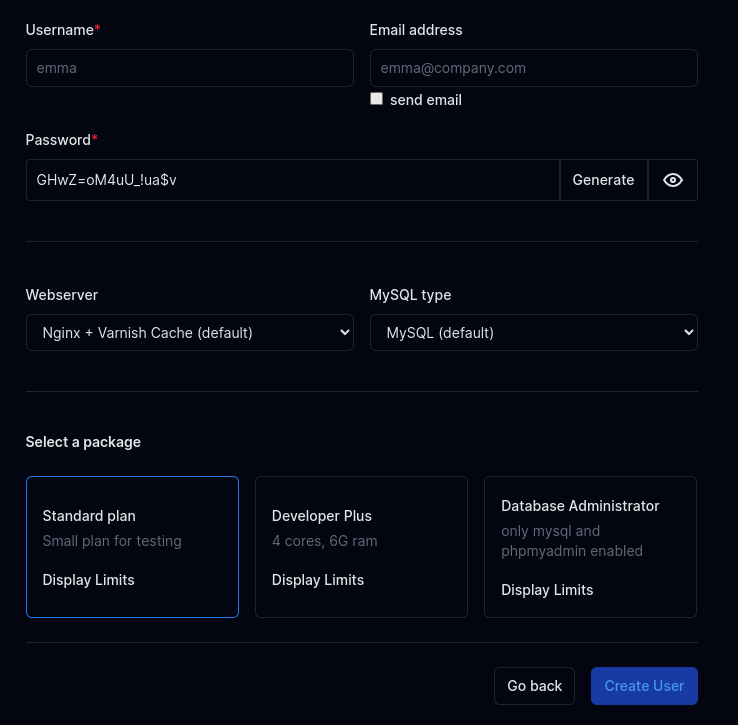 Username*
Email address
emma
emma@company.com
send email
Password*
GHwZ=oM4uU_!ua$v
Generate
Webserver
MySQL type
Nginx + Varnish Cache (default)
MySQL (default)
Select a package
Standard plan
Small plan for testing
Display Limits
Developer Plus
4 cores, 6G ram
Display Limits
Database Administrator
only mysql and
phpmyadmin enabled
Display Limits
Go back
Create User